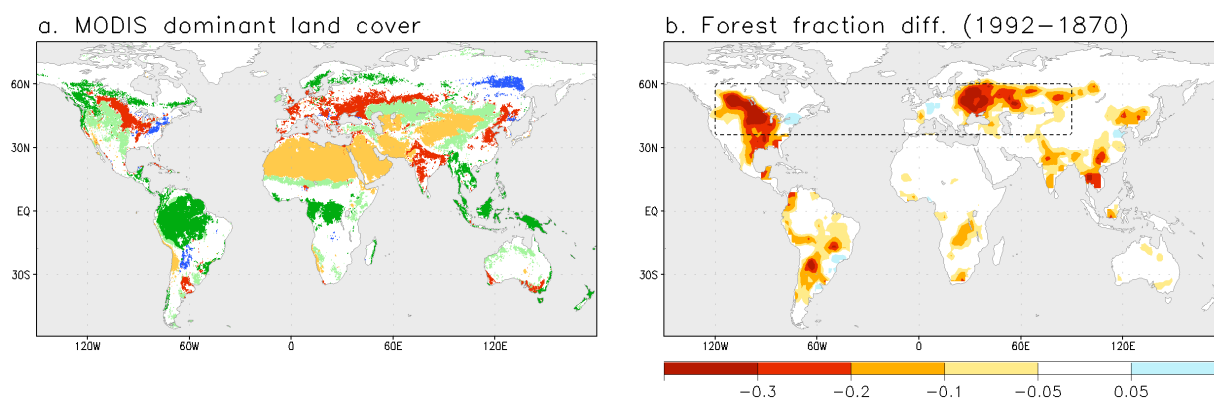 a. MODIS dominant land cover
b. Forest fraction diff. (1992−1870)
60N
30N
EQ
30S
120W
60W
0
60E
120E
60N
30N
EQ
30S
120W
60W
0
60E
120E
−0.3
−0.2
−0.1
−0.05
0.05